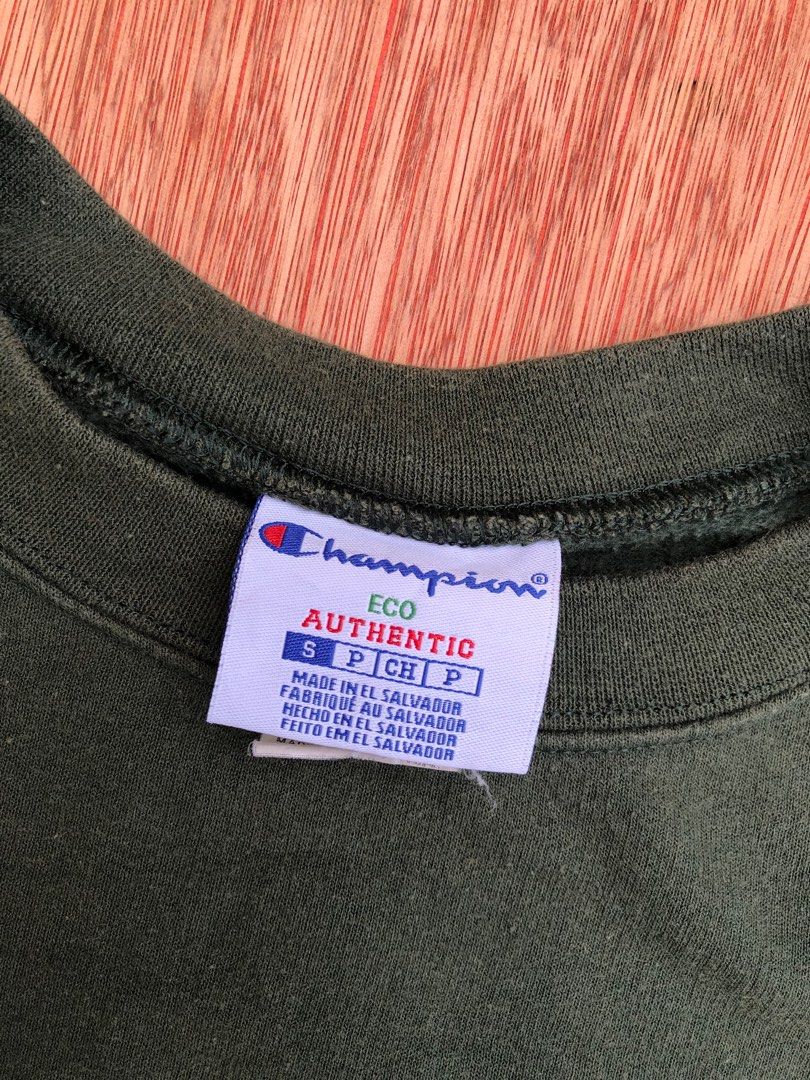 Champion®
ECO
AUTHENTIC
S P CH P
MADE IN EL SALVADOR
FABRIQUÉ AU SALVADOR
HECHO EN EL SALVADOR
FEITO EM EL SALVADOR